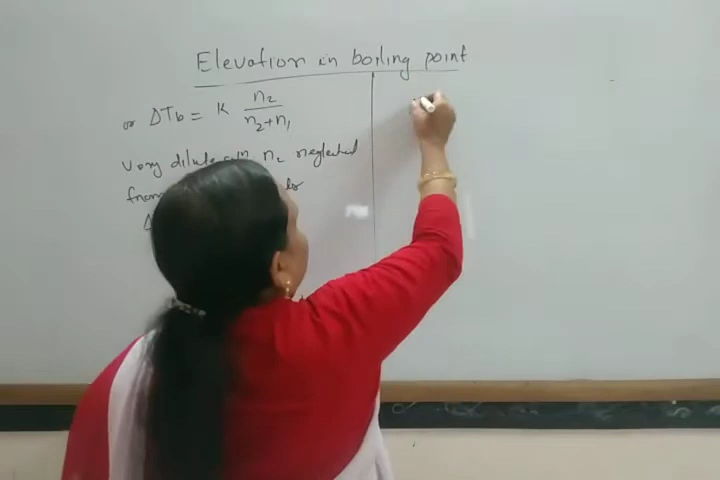 Elevation in boiling point
or ΔTb = K n2/(n2+n1)
Very dilute soln n2 neglected
from
Δ